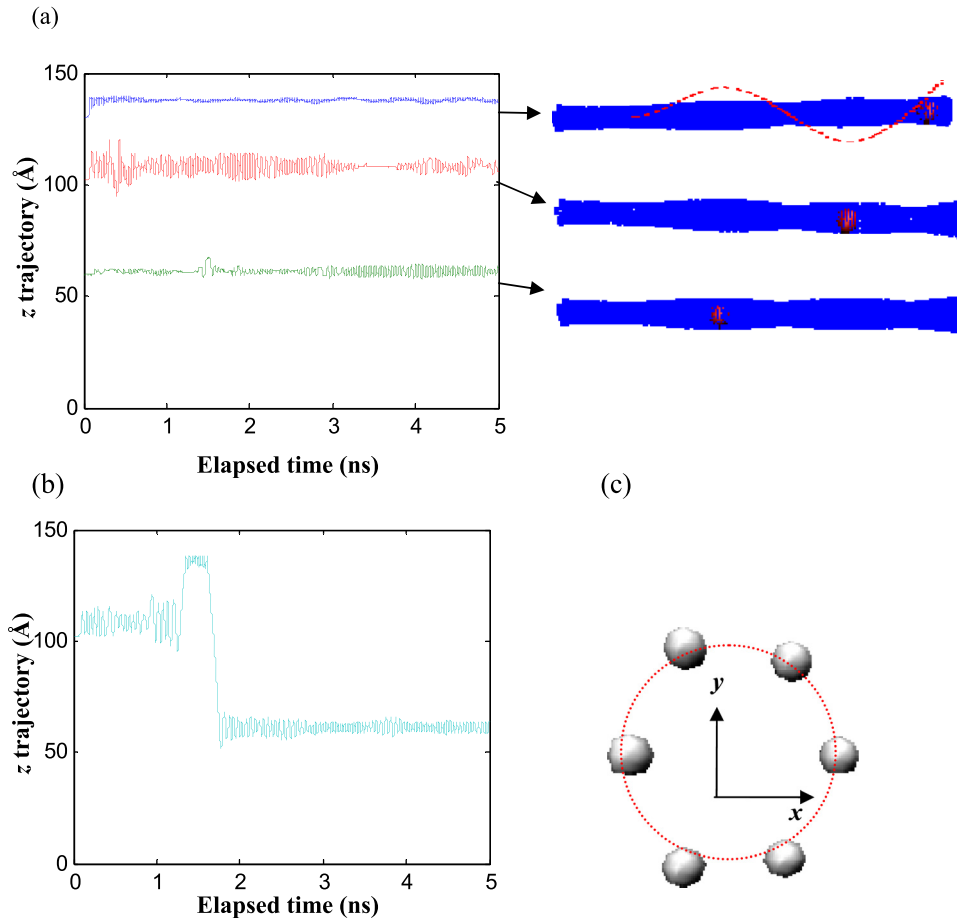 (a)
150
100
50
0
z trajectory (Å)
0 1 2 3 4 5
Elapsed time (ns)
(b)
150
100
50
0
z trajectory (Å)
0 1 2 3 4 5
Elapsed time (ns)
(c)
y
x